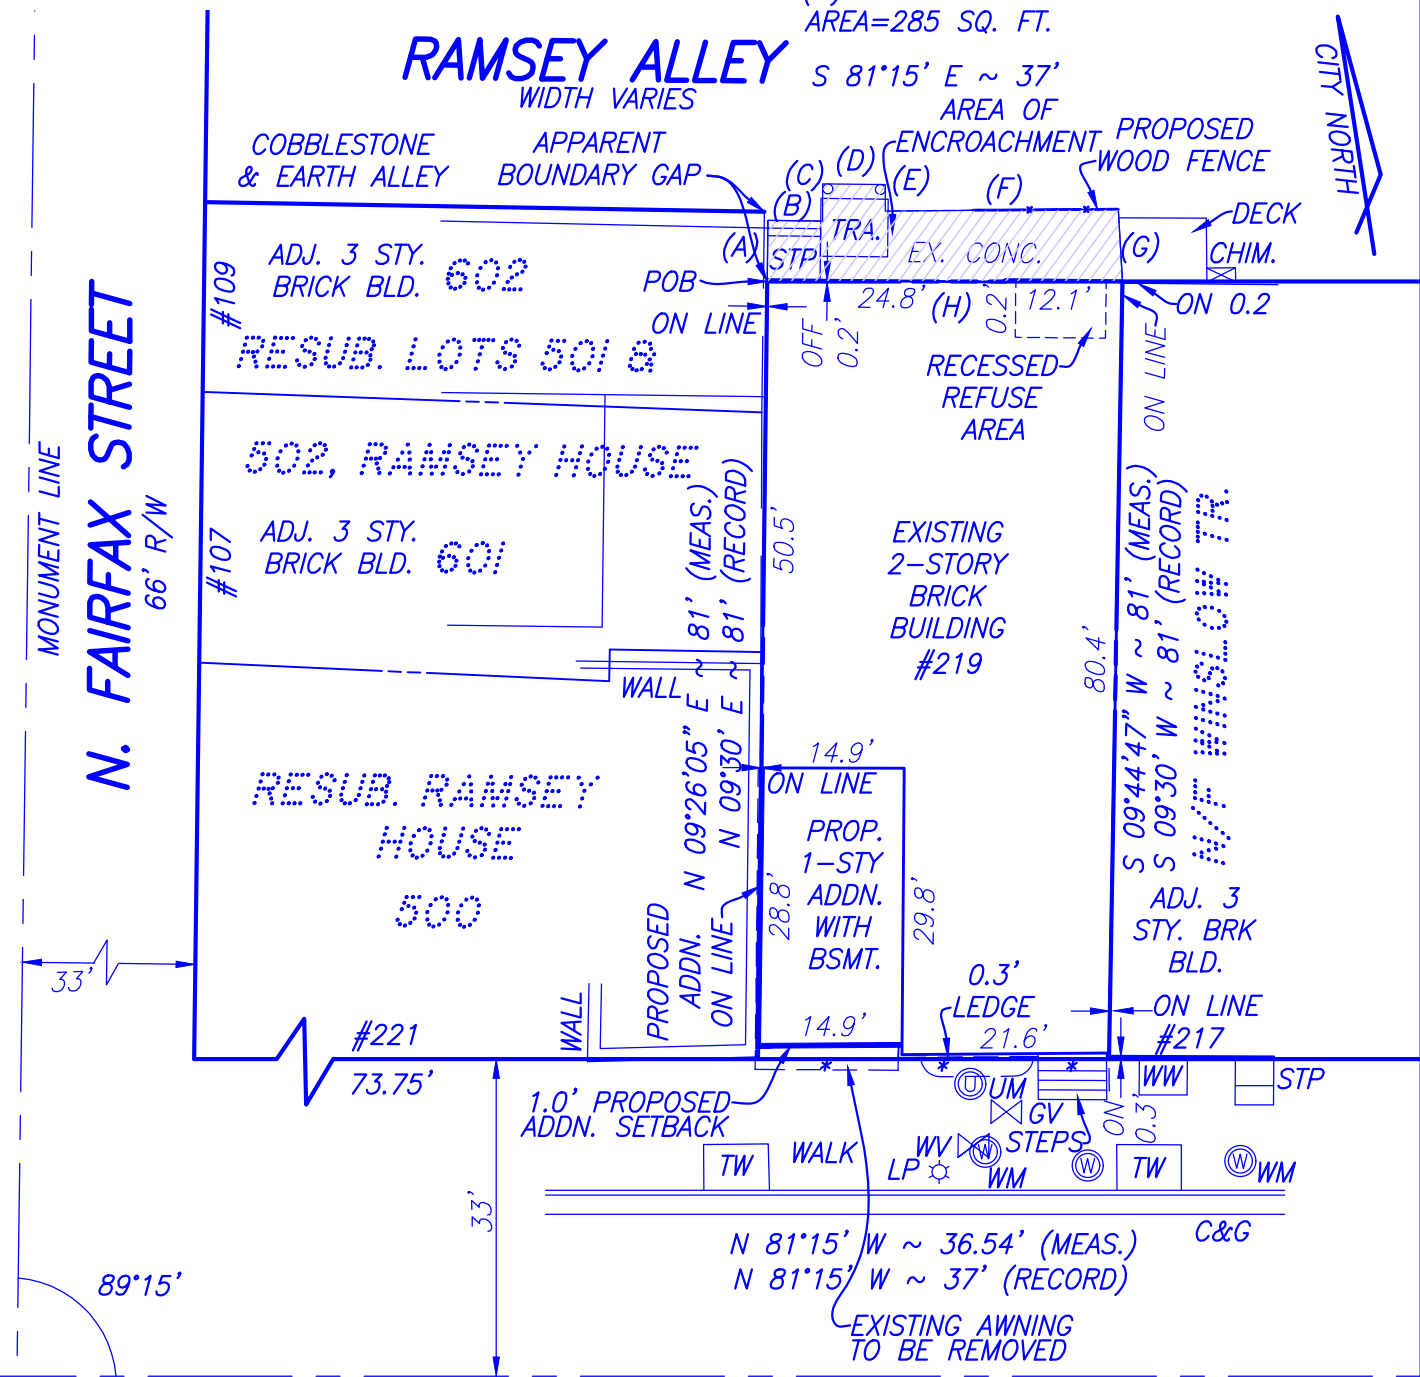 AREA=285 SQ. FT.
RAMSEY ALLEY
WIDTH VARIES
S 81°15' E ~ 37'
CITY NORTH
COBBLESTONE
& EARTH ALLEY
APPARENT
BOUNDARY GAP
AREA OF
ENCROACHMENT
PROPOSED
WOOD FENCE
(A)
(B)
(C)
(D)
(E)
(F)
(G)
(H)
DECK
CHIM.
STP
TRA.
EX. CONC.
POB
ON LINE
OFF
0.2'
24.8'
0.2'
12.1'
ON 0.2
ON LINE
RECESSED
REFUSE
AREA
#109
ADJ. 3 STY.
BRICK BLD.
602
RESUB. LOTS 501 &
502, RAMSEY HOUSE
#107
ADJ. 3 STY.
BRICK BLD.
601
N. FAIRFAX STREET
66' R/W
MONUMENT LINE
N 09°26'05" E ~ 81' (MEAS.)
N 09°30' E ~ 81' (RECORD)
50.5'
EXISTING
2-STORY
BRICK
BUILDING
#219
80.4'
S 09°44'47" W ~ 81' (MEAS.)
S 09°30' W ~ 81' (RECORD)
N/F WINSLOW TR.
WALL
RESUB. RAMSEY
HOUSE
500
14.9'
ON LINE
PROP.
1-STY
ADDN.
WITH
BSMT.
28.8'
29.8'
14.9'
PROPOSED
ADDN.
ON LINE
WALL
0.3'
LEDGE
21.6'
ADJ. 3
STY. BRK
BLD.
ON LINE
#217
33'
#221
73.75'
1.0' PROPOSED
ADDN. SETBACK
UM
U
GV
STEPS
ON
0.3'
WW
STP
TW
WALK
WV
W
LP
WM
W
TW
W
WM
C&G
33'
N 81°15' W ~ 36.54' (MEAS.)
N 81°15' W ~ 37' (RECORD)
89°15'
EXISTING AWNING
TO BE REMOVED